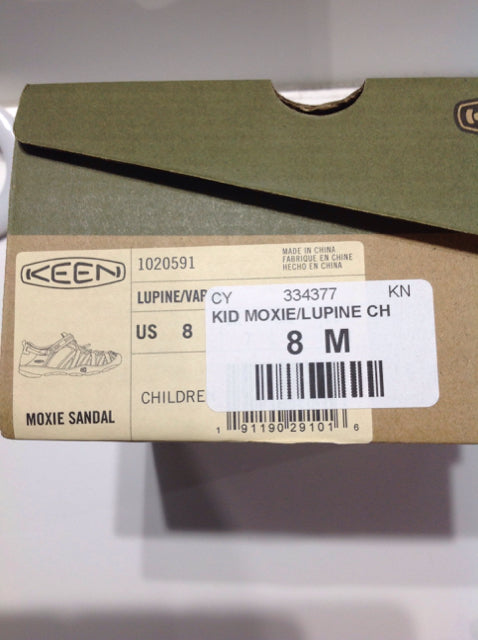 KEEN
1020591
MADE IN CHINA
FABRIQUE EN CHINE
HECHO EN CHINA
LUPINE/VAP
US 8
CHILDRE
MOXIE SANDAL
CY 334377 KN
KID MOXIE/LUPINE CH
8 M
1 91190 29101 6